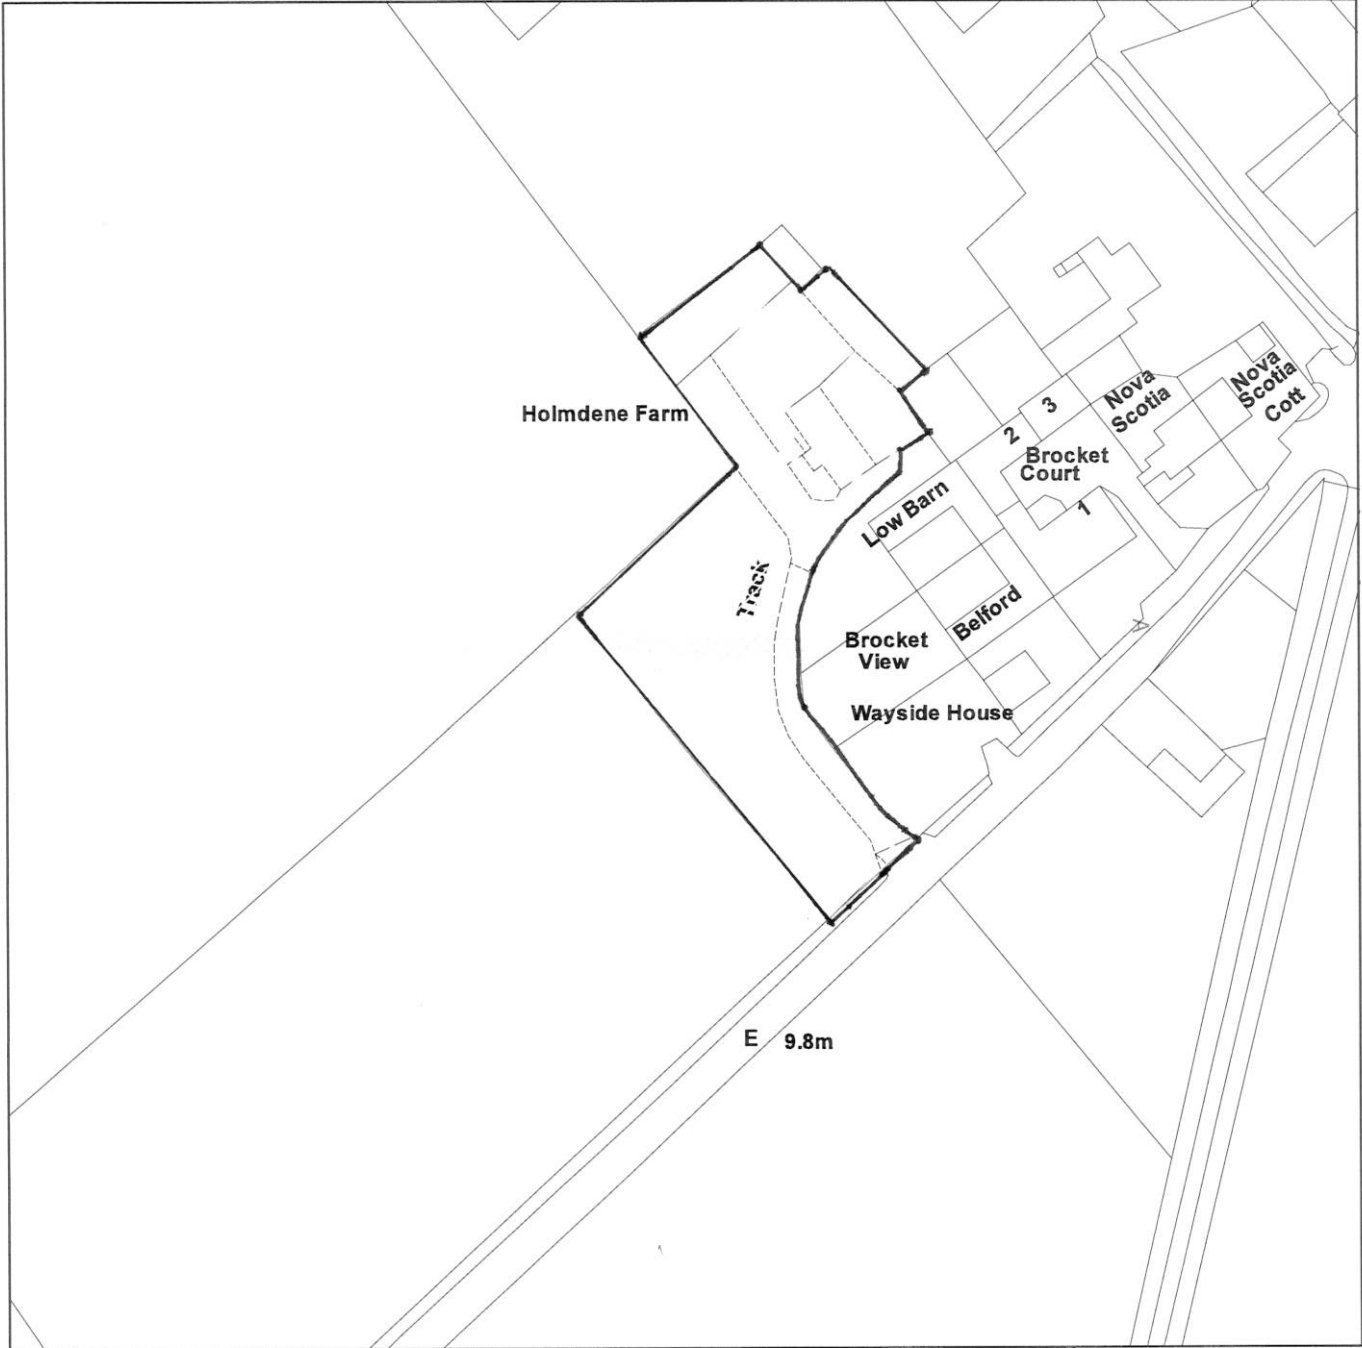 Holmdene Farm
Nova
Scotia
Nova
Scotia
Cott
3
2
Brocket
Court
1
Low Barn
Track
Belford
Brocket
View
Wayside House
E 9.8m